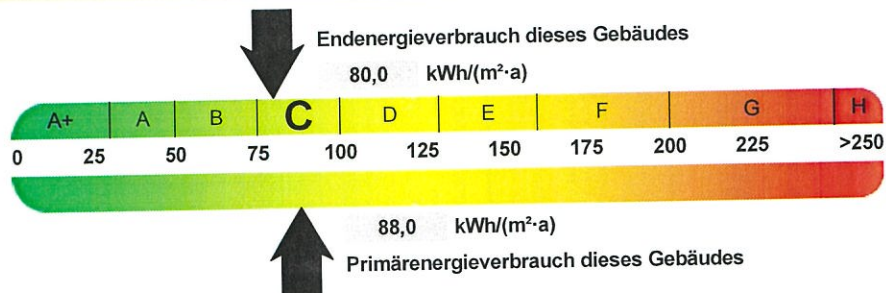 Endenergieverbrauch dieses Gebäudes
80,0 kWh/(m²·a)
A+ A B C D E F G H
0 25 50 75 100 125 150 175 200 225 >250
88,0 kWh/(m²·a)
Primärenergieverbrauch dieses Gebäudes